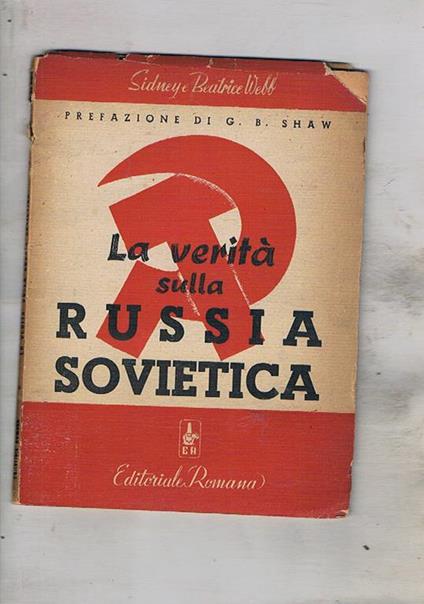 Sidney e Beatrice Webb
PREFAZIONE DI G. B. SHAW
La verità
sulla
RUSSIA
SOVIETICA
ER
Editoriale Romana